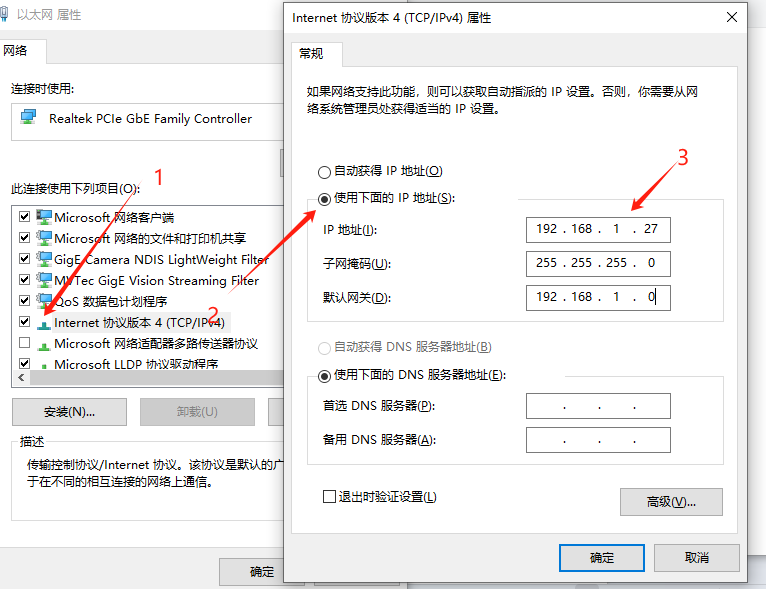 以太网 属性
网络
连接时使用:
Realtek PCIe GbE Family Controller
1
此连接使用下列项目(O):
Microsoft 网络客户端
Microsoft 网络的文件和打印机共享
GigE Camera NDIS LightWeight Filter
MVTec GigE Vision Streaming Filter
QoS 数据包计划程序
2
Internet 协议版本 4 (TCP/IPv4)
Microsoft 网络适配器多路传送器协议
Microsoft LLDP 协议驱动程序
安装(N)...
卸载(U)
描述
传输控制协议/Internet 协议。该协议是默认的广
于在不同的相互连接的网络上通信。
确定
Internet 协议版本 4 (TCP/IPv4) 属性
常规
如果网络支持此功能，则可以获取自动指派的 IP 设置。否则，你需要从网
络系统管理员处获得适当的 IP 设置。
自动获得 IP 地址(O)
3
使用下面的 IP 地址(S):
IP 地址(I): 192 . 168 . 1 . 27
子网掩码(U): 255 . 255 . 255 . 0
默认网关(D): 192 . 168 . 1 . 0
自动获得 DNS 服务器地址(B)
使用下面的 DNS 服务器地址(E):
首选 DNS 服务器(P): . . .
备用 DNS 服务器(A): . . .
退出时验证设置(L)
高级(V)...
确定
取消